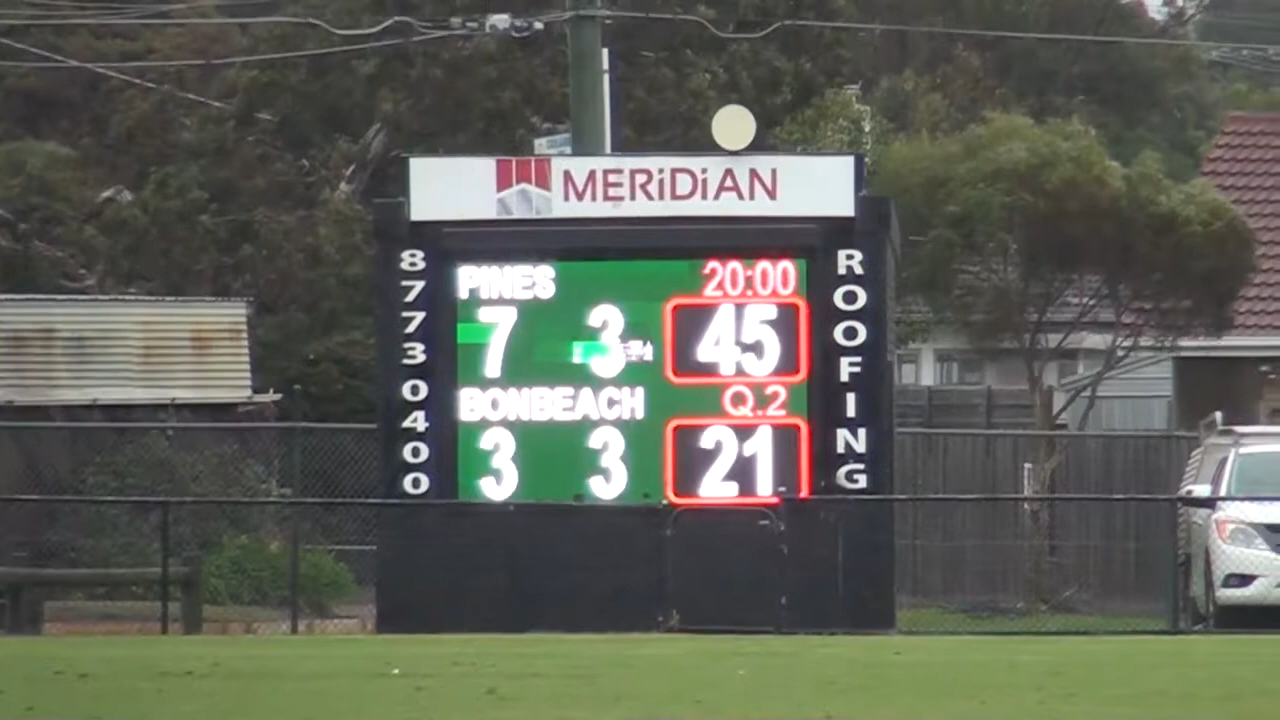 MERiDiAN
8773 0400
ROOFING
PINES 20:00
7 3 45
BONBEACH Q.2
3 3 21